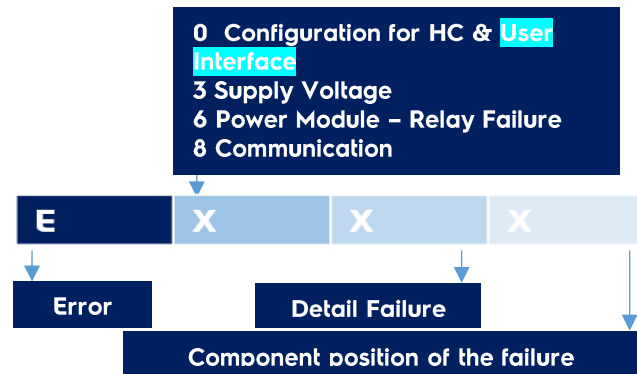 0 Configuration for HC & User
Interface
3 Supply Voltage
6 Power Module – Relay Failure
8 Communication
E X X X
Error
Detail Failure
Component position of the failure